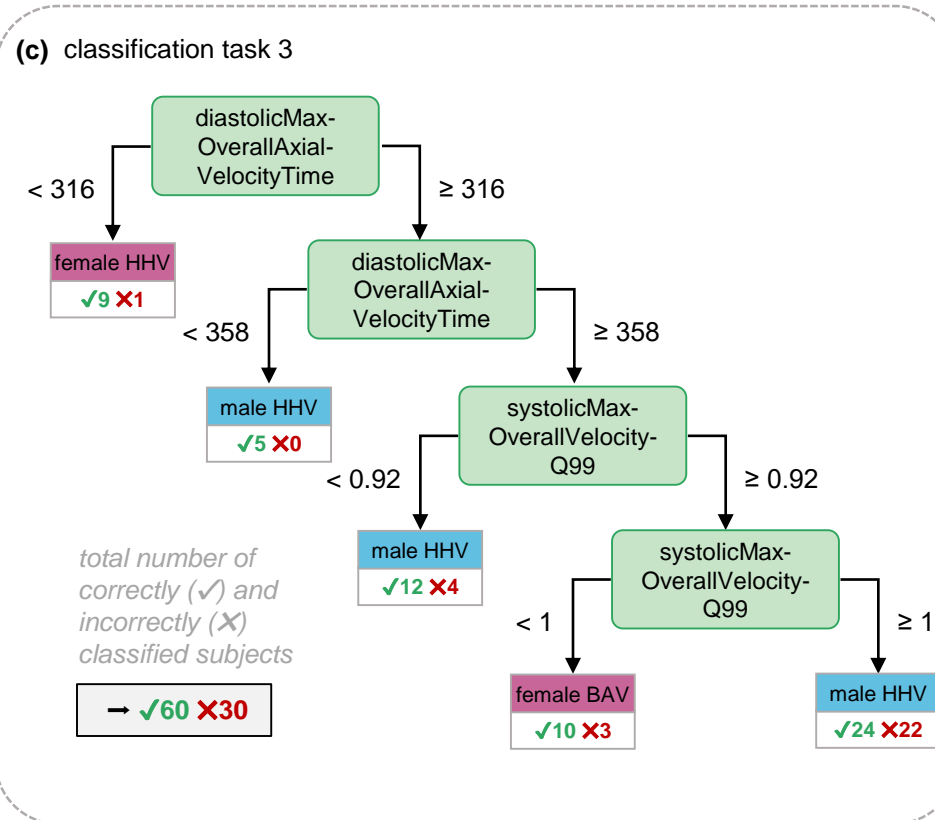 (c) classification task 3
diastolicMax-
OverallAxial-
VelocityTime
< 316
≥ 316
female HHV
✓9 ✕1
diastolicMax-
OverallAxial-
VelocityTime
< 358
≥ 358
male HHV
✓5 ✕0
systolicMax-
OverallVelocity-
Q99
< 0.92
≥ 0.92
male HHV
✓12 ✕4
systolicMax-
OverallVelocity-
Q99
< 1
≥ 1
female BAV
✓10 ✕3
male HHV
✓24 ✕22
total number of
correctly (✓) and
incorrectly (✕)
classified subjects
→ ✓60 ✕30